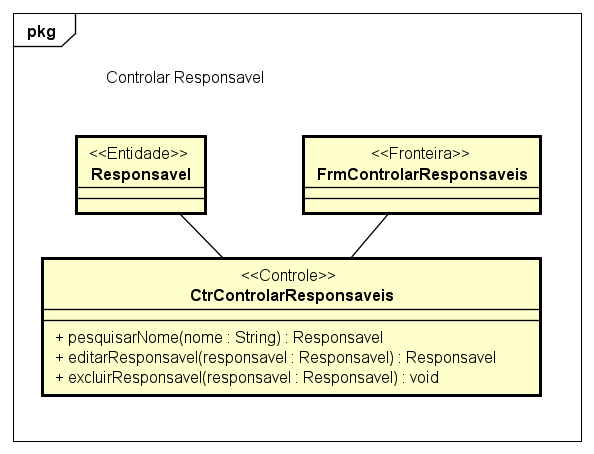 pkg
Controlar Responsavel
<<Entidade>>
Responsavel
<<Fronteira>>
FrmControlarResponsaveis
<<Controle>>
CtrControlarResponsaveis
+ pesquisarNome(nome : String) : Responsavel
+ editarResponsavel(responsavel : Responsavel) : Responsavel
+ excluirResponsavel(responsavel : Responsavel) : void